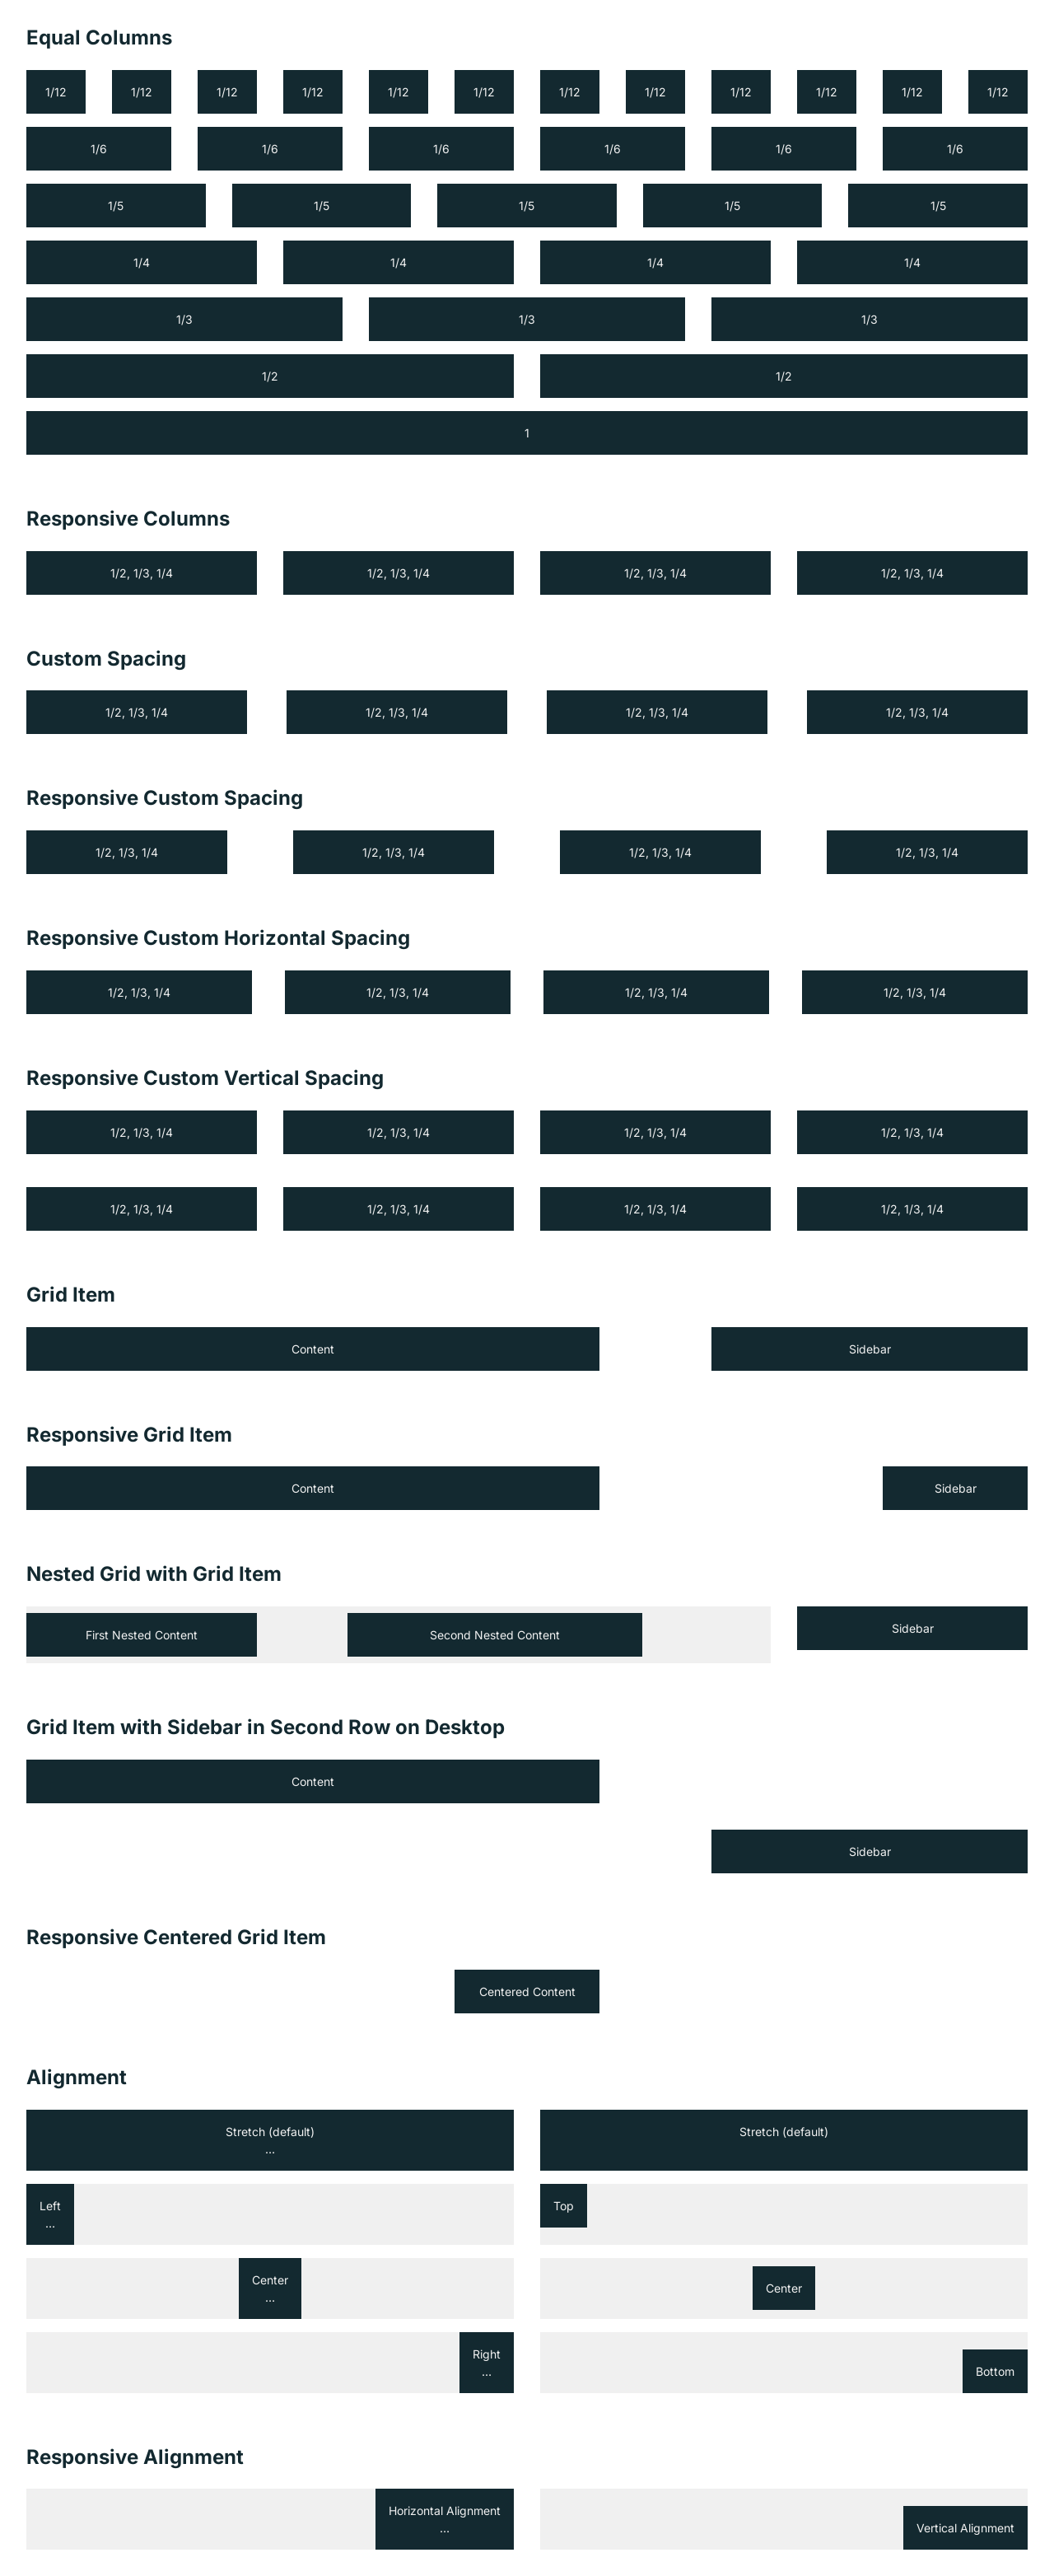 Equal Columns
1/12 1/12 1/12 1/12 1/12 1/12 1/12 1/12 1/12 1/12 1/12 1/12
1/6 1/6 1/6 1/6 1/6 1/6
1/5 1/5 1/5 1/5 1/5
1/4 1/4 1/4 1/4
1/3 1/3 1/3
1/2 1/2
1
Responsive Columns
1/2, 1/3, 1/4 1/2, 1/3, 1/4 1/2, 1/3, 1/4 1/2, 1/3, 1/4
Custom Spacing
1/2, 1/3, 1/4 1/2, 1/3, 1/4 1/2, 1/3, 1/4 1/2, 1/3, 1/4
Responsive Custom Spacing
1/2, 1/3, 1/4 1/2, 1/3, 1/4 1/2, 1/3, 1/4 1/2, 1/3, 1/4
Responsive Custom Horizontal Spacing
1/2, 1/3, 1/4 1/2, 1/3, 1/4 1/2, 1/3, 1/4 1/2, 1/3, 1/4
Responsive Custom Vertical Spacing
1/2, 1/3, 1/4 1/2, 1/3, 1/4 1/2, 1/3, 1/4 1/2, 1/3, 1/4
1/2, 1/3, 1/4 1/2, 1/3, 1/4 1/2, 1/3, 1/4 1/2, 1/3, 1/4
Grid Item
Content Sidebar
Responsive Grid Item
Content Sidebar
Nested Grid with Grid Item
First Nested Content Second Nested Content Sidebar
Grid Item with Sidebar in Second Row on Desktop
Content
Sidebar
Responsive Centered Grid Item
Centered Content
Alignment
Stretch (default) Stretch (default)
...
Left Top
...
Center Center
...
Right Bottom
...
Responsive Alignment
Horizontal Alignment Vertical Alignment
...